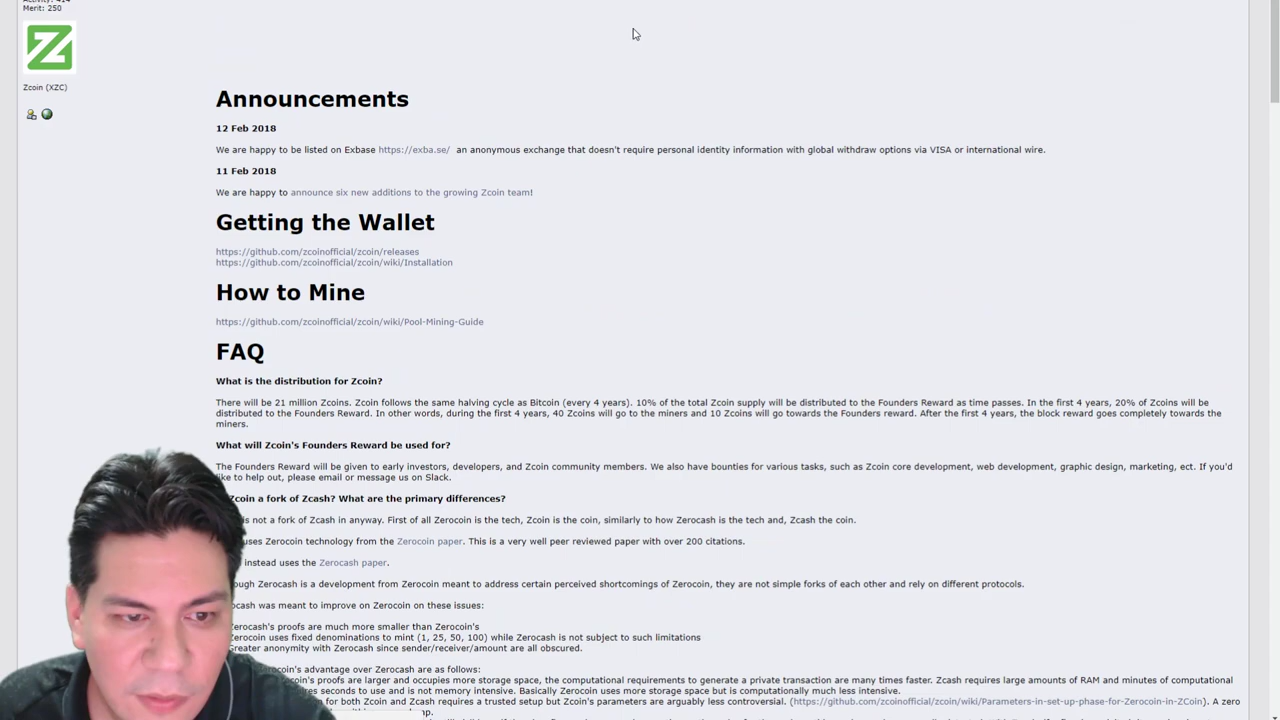 Merit: 250
Zcoin (XZC)
Announcements
12 Feb 2018
We are happy to be listed on Exbase https://exba.se/ an anonymous exchange that doesn't require personal identity information with global withdraw options via VISA or international wire.
11 Feb 2018
We are happy to announce six new additions to the growing Zcoin team!
Getting the Wallet
https://github.com/zcoinofficial/zcoin/releases
https://github.com/zcoinofficial/zcoin/wiki/Installation
How to Mine
https://github.com/zcoinofficial/zcoin/wiki/Pool-Mining-Guide
FAQ
What is the distribution for Zcoin?
There will be 21 million Zcoins. Zcoin follows the same halving cycle as Bitcoin (every 4 years). 10% of the total Zcoin supply will be distributed to the Founders Reward as time passes. In the first 4 years, 20% of Zcoins will be
distributed to the Founders Reward. In other words, during the first 4 years, 40 Zcoins will go to the miners and 10 Zcoins will go towards the Founders reward. After the first 4 years, the block reward goes completely towards the
miners.
What will Zcoin's Founders Reward be used for?
The Founders Reward will be given to early investors, developers, and Zcoin community members. We also have bounties for various tasks, such as Zcoin core development, web development, graphic design, marketing, ect. If you'd
like to help out, please email or message us on Slack.
Zcoin a fork of Zcash? What are the primary differences?
is not a fork of Zcash in anyway. First of all Zerocoin is the tech, Zcoin is the coin, similarly to how Zerocash is the tech and, Zcash the coin.
uses Zerocoin technology from the Zerocoin paper. This is a very well peer reviewed paper with over 200 citations.
instead uses the Zerocash paper.
ough Zerocash is a development from Zerocoin meant to address certain perceived shortcomings of Zerocoin, they are not simple forks of each other and rely on different protocols.
ocash was meant to improve on Zerocoin on these issues:
Zerocash's proofs are much more smaller than Zerocoin's
Zerocoin uses fixed denominations to mint (1, 25, 50, 100) while Zerocash is not subject to such limitations
Greater anonymity with Zerocash since sender/receiver/amount are all obscured.
ocoin's advantage over Zerocash are as follows:
coin's proofs are larger and occupies more storage space, the computational requirements to generate a private transaction are many times faster. Zcash requires large amounts of RAM and minutes of computational
res seconds to use and is not memory intensive. Basically Zerocoin uses more storage space but is computationally much less intensive.
for both Zcoin and Zcash requires a trusted setup but Zcoin's parameters are arguably less controversial. (https://github.com/zcoinofficial/zcoin/wiki/Parameters-in-set-up-phase-for-Zerocoin-in-ZCoin). A zero